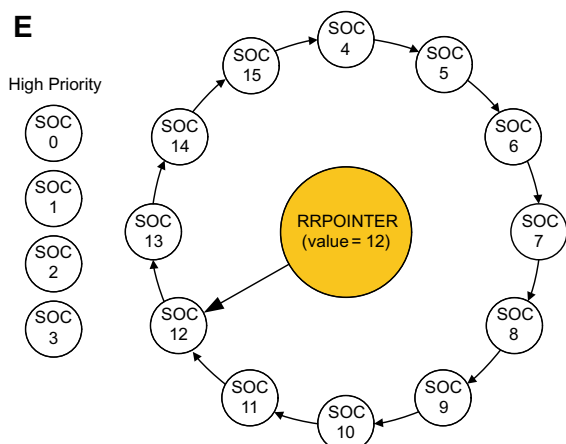 E
High Priority
SOC
0
SOC
1
SOC
2
SOC
3
SOC
4
SOC
5
SOC
6
SOC
7
SOC
8
SOC
9
SOC
10
SOC
11
SOC
12
SOC
13
SOC
14
SOC
15
RRPOINTER
(value = 12)